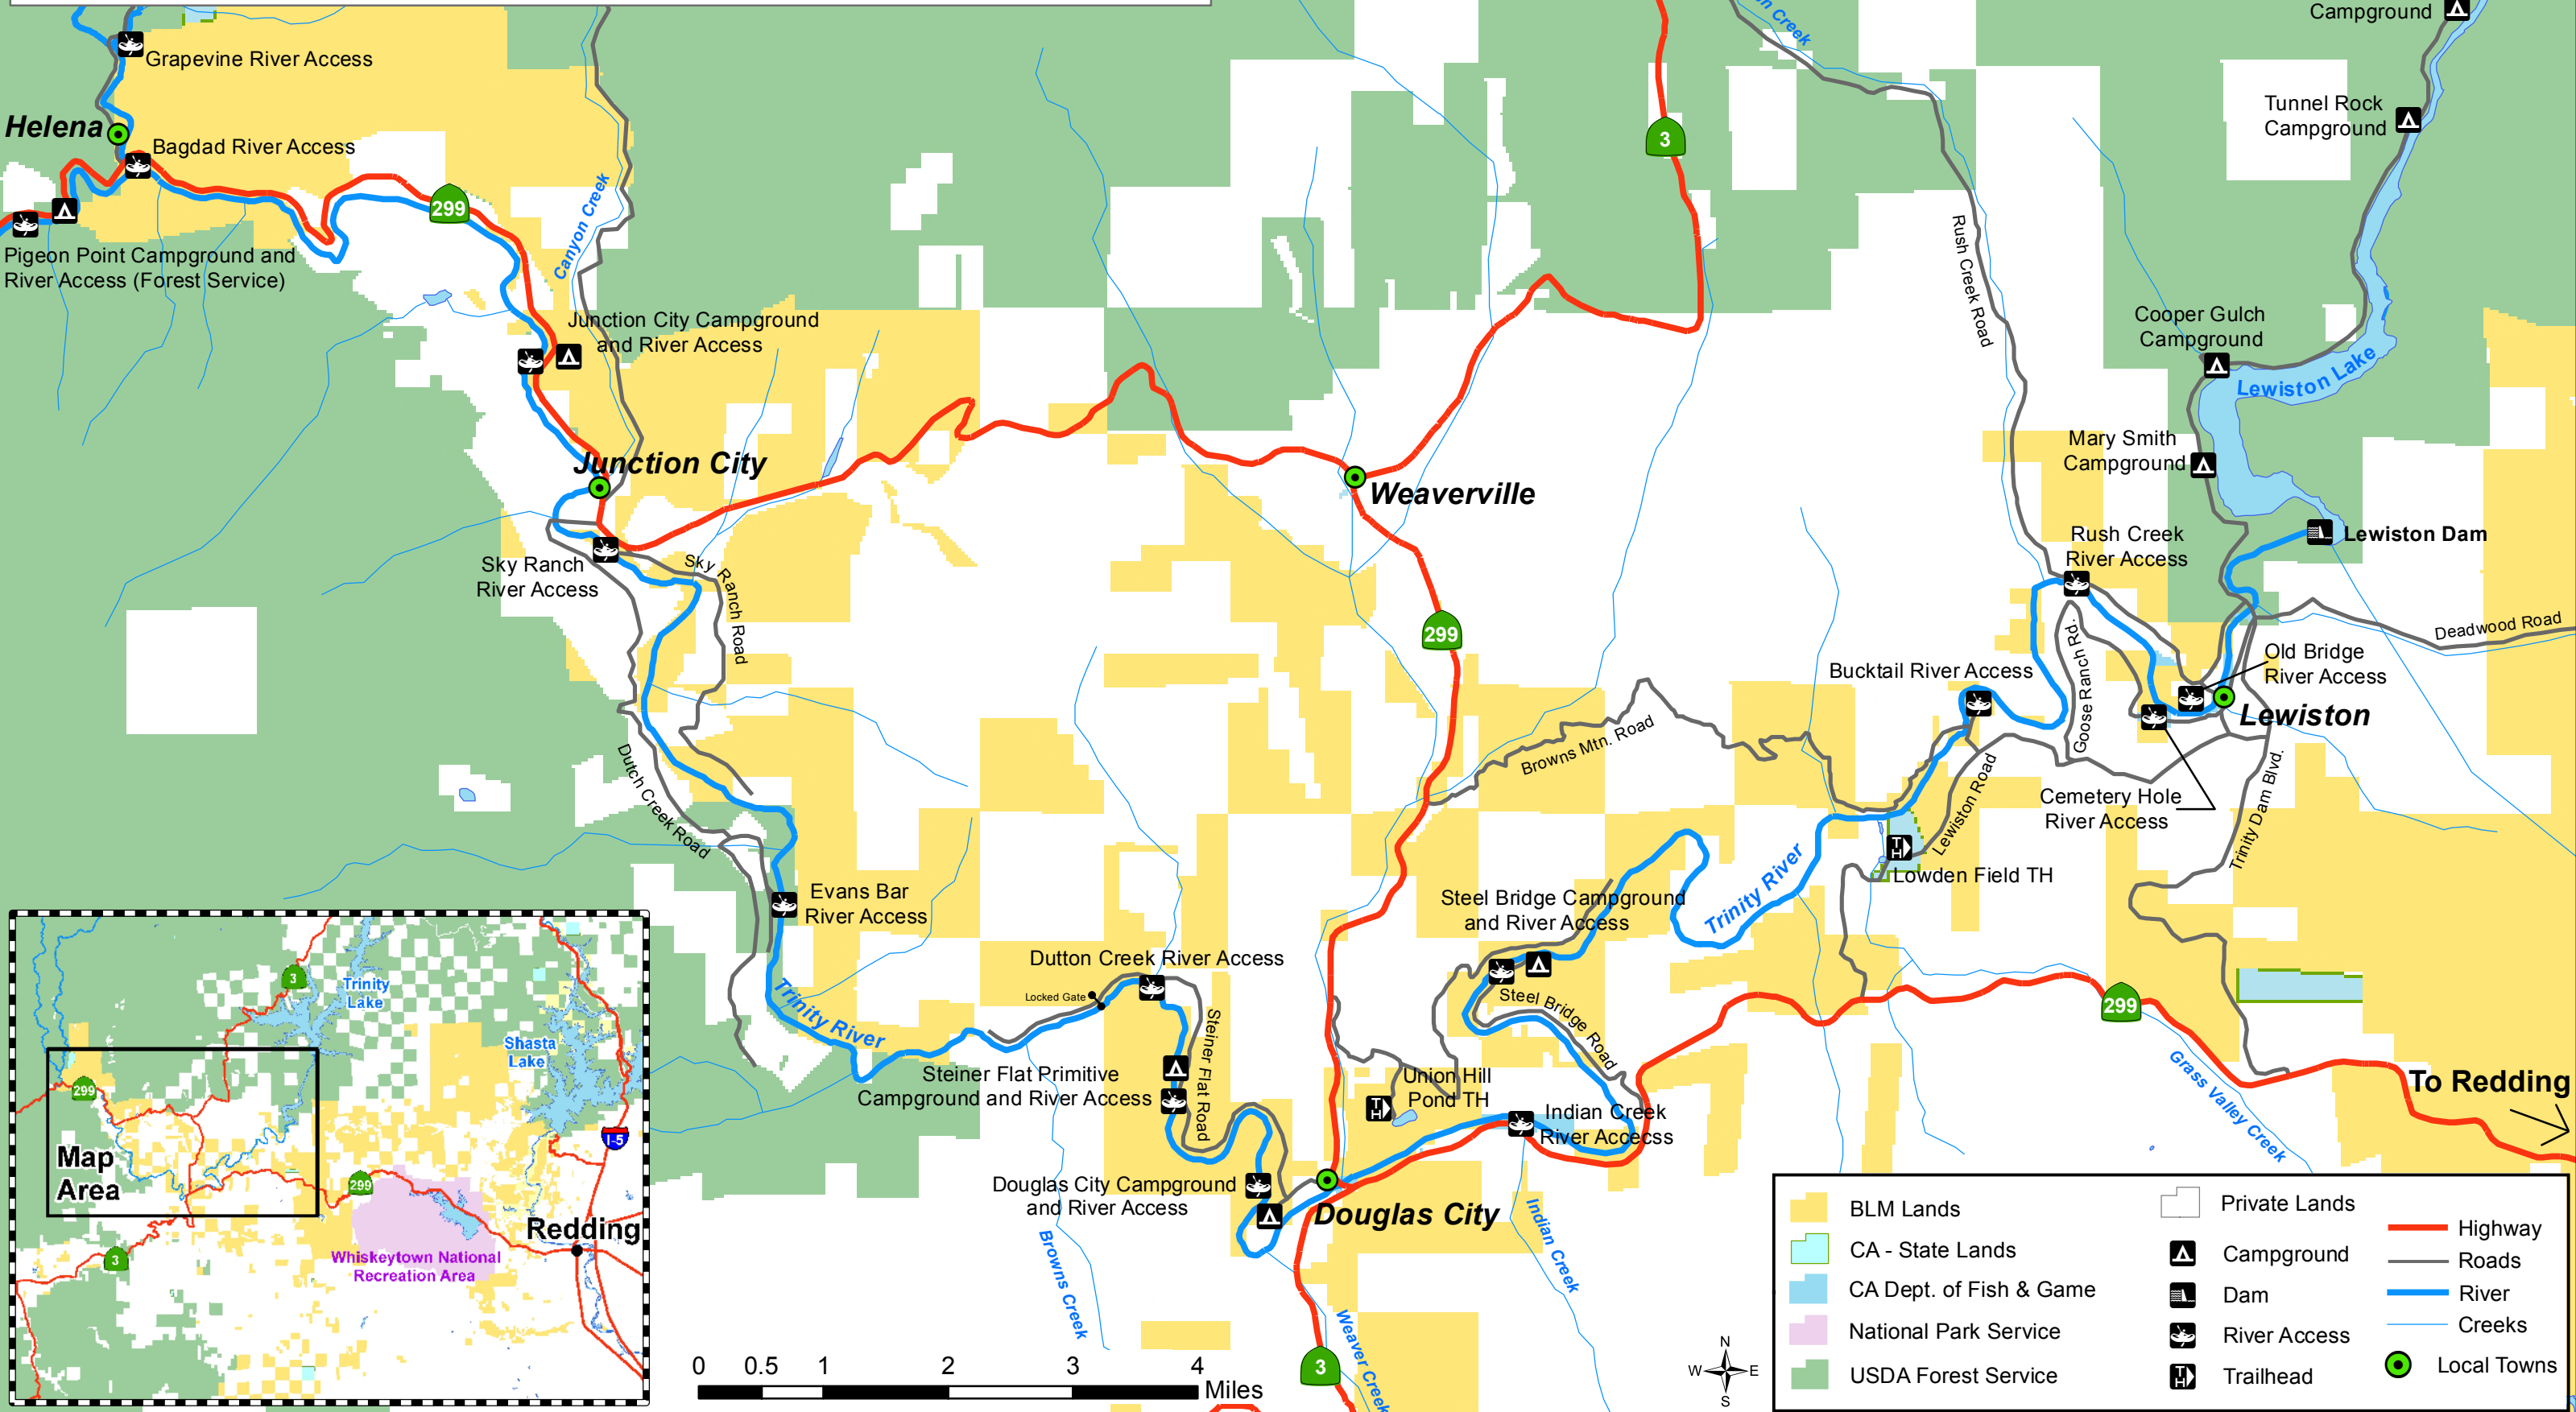 Campground
n Creek
Grapevine River Access
Helena
Bagdad River Access
3
Tunnel Rock
Campground
299
Canyon Creek
Pigeon Point Campground and
River Access (Forest Service)
Rush Creek Road
Junction City Campground
and River Access
Cooper Gulch
Campground
Lewiston Lake
Mary Smith
Campground
Junction City
Weaverville
Lewiston Dam
Rush Creek
River Access
Sky Ranch
River Access
Sky Ranch Road
299
Deadwood Road
Old Bridge
River Access
Bucktail River Access
Goose Ranch Rd.
Lewiston
Browns Mtn. Road
Dutch Creek Road
Lewiston Road
Cemetery Hole
River Access
Trinity Dam Blvd.
TH
Lowden Field TH
Evans Bar
River Access
Steel Bridge Campground
and River Access
Trinity River
Dutton Creek River Access
Locked Gate
Trinity River
Steel Bridge Road
299
Steiner Flat Road
Steiner Flat Primitive
Campground and River Access
TH
Union Hill
Pond TH
Indian Creek
River Accecss
Grass Valley Creek
To Redding
Douglas City Campground
and River Access
Douglas City
Browns Creek
Indian Creek
Weaver Creek
3
3
Trinity
Lake
Shasta
Lake
299
I-5
Map
Area
299
Redding
3
Whiskeytown National
Recreation Area
0 0.5 1 2 3 4
Miles
N
W E
S
BLM Lands
CA - State Lands
CA Dept. of Fish & Game
National Park Service
USDA Forest Service
Private Lands
Campground
Dam
River Access
TH
Trailhead
Highway
Roads
River
Creeks
Local Towns